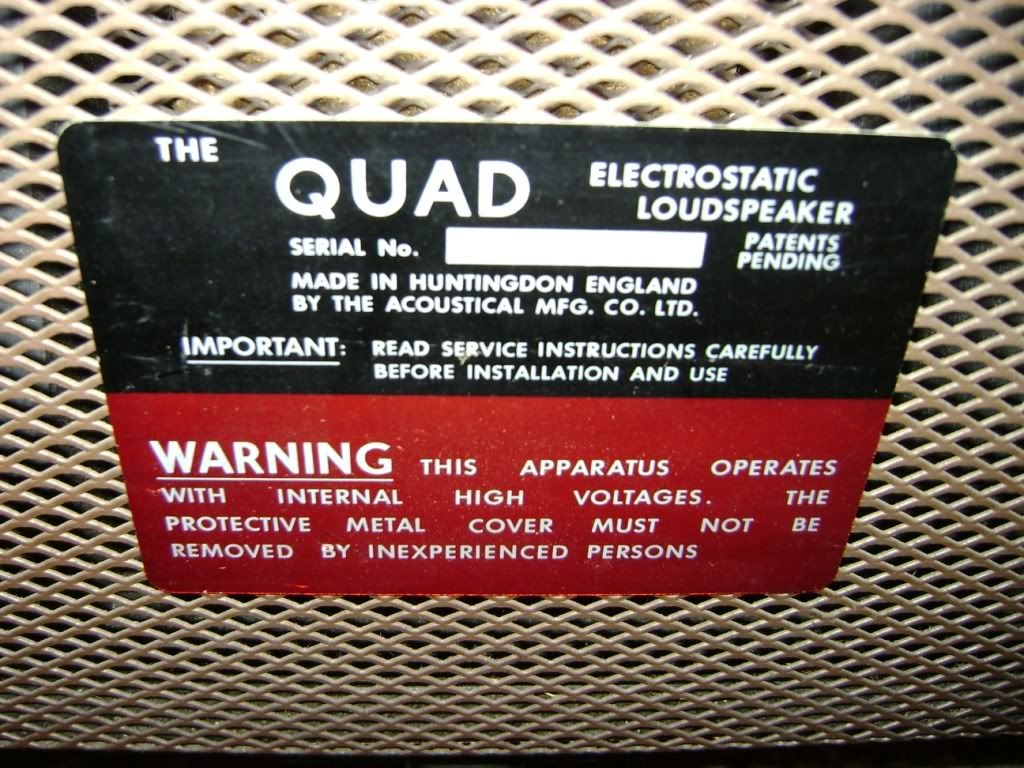 THE
QUAD ELECTROSTATIC
LOUDSPEAKER
SERIAL No. PATENTS
PENDING
MADE IN HUNTINGDON ENGLAND
BY THE ACOUSTICAL MFG. CO. LTD.
IMPORTANT: READ SERVICE INSTRUCTIONS CAREFULLY
BEFORE INSTALLATION AND USE
WARNING THIS APPARATUS OPERATES
WITH INTERNAL HIGH VOLTAGES. THE
PROTECTIVE METAL COVER MUST NOT BE
REMOVED BY INEXPERIENCED PERSONS